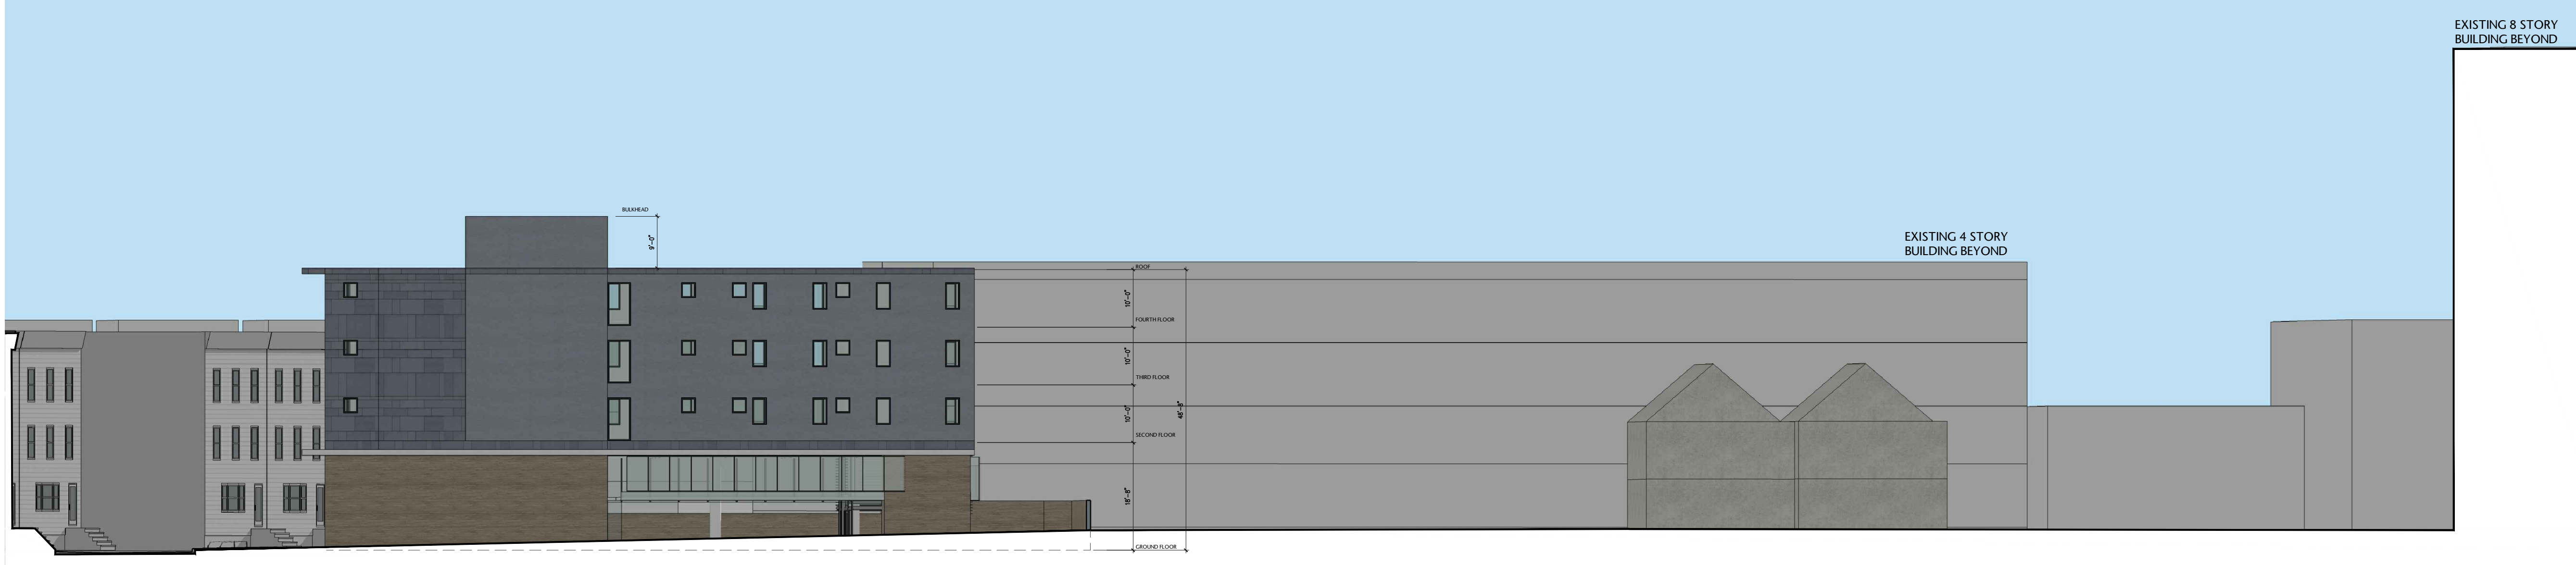 EXISTING 8 STORY
BUILDING BEYOND
BULKHEAD
9'-0"
EXISTING 4 STORY
BUILDING BEYOND
ROOF
10'-0"
FOURTH FLOOR
10'-0"
THIRD FLOOR
10'-0"
48'-8"
SECOND FLOOR
18'-8"
GROUND FLOOR